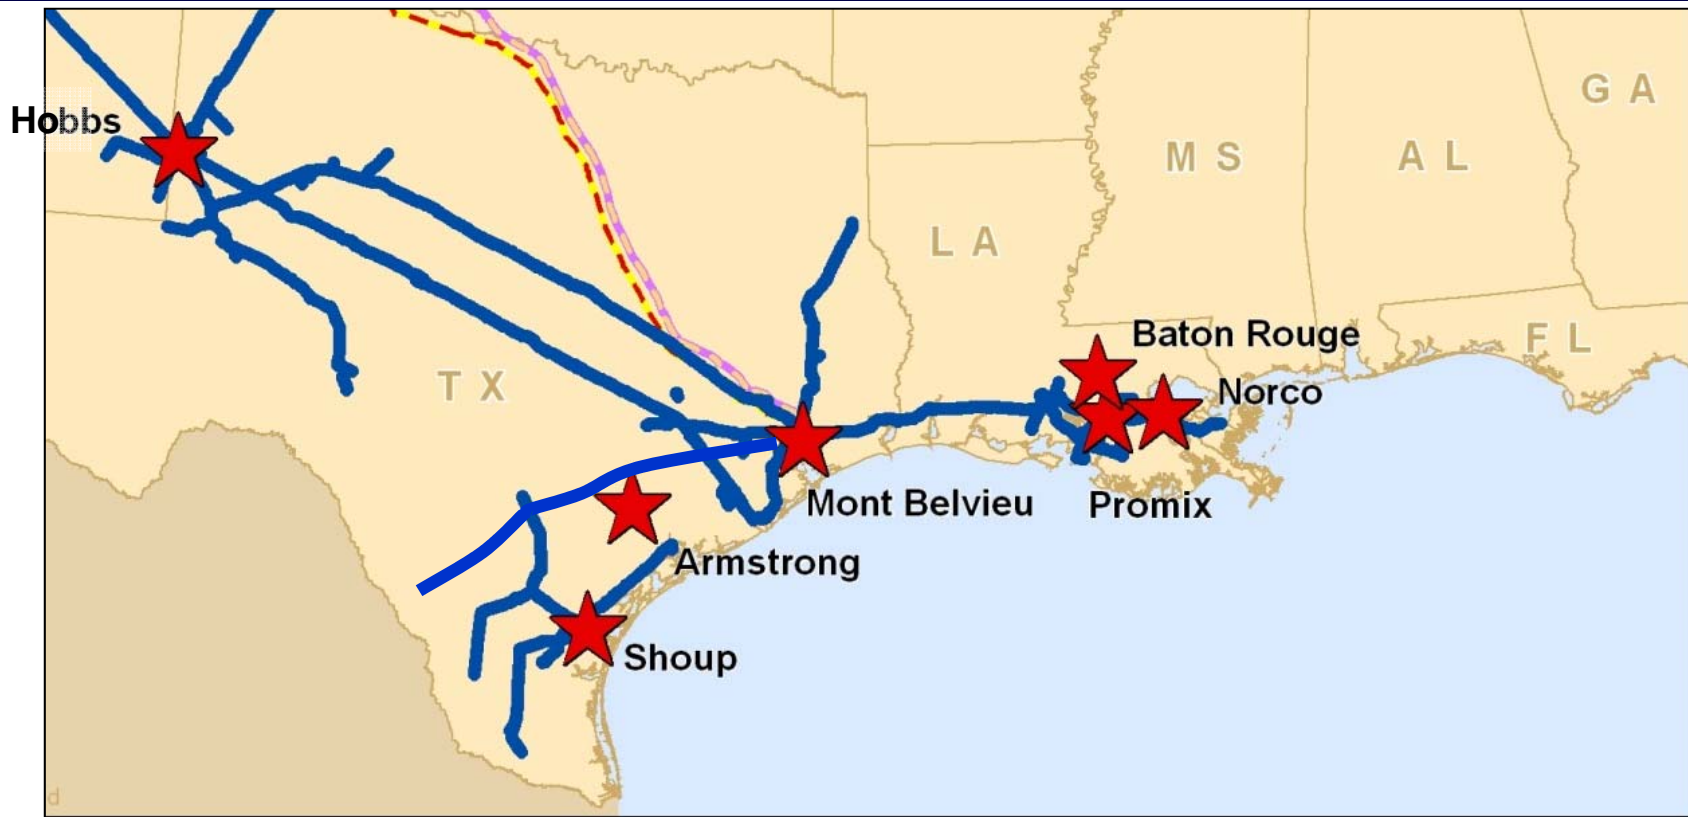 G A
Hobbs
M S
A L
L A
Baton Rouge
F L
T X
Norco
Mont Belvieu
Promix
Armstrong
Shoup
d